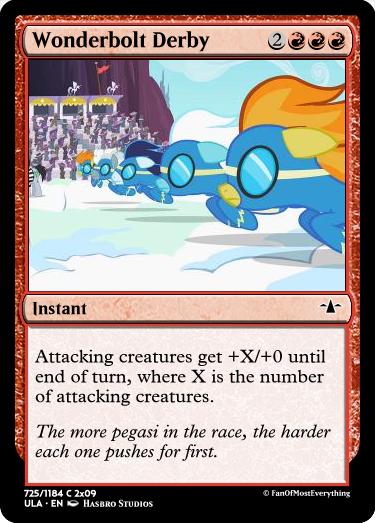 Wonderbolt Derby 2
Instant
Attacking creatures get +X/+0 until
end of turn, where X is the number
of attacking creatures.
The more pegasi in the race, the harder
each one pushes for first.
725/1184 C 2x09
ULA • EN Hasbro Studios
© FanOfMostEverything